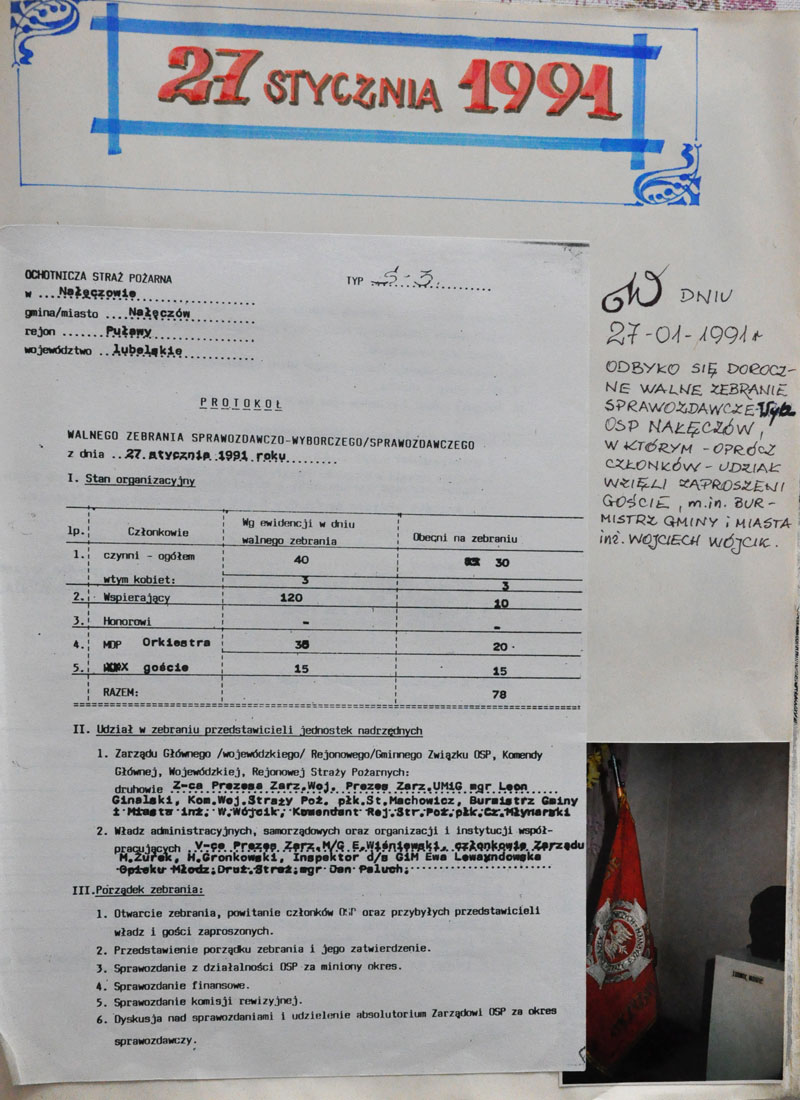 27 STYCZNIA 1991
OCHOTNICZA STRAŻ POŻARNA
w ....Nałęczowie....................
gmina/miasto ....Nałęczów...........
rejon .......Puławy.................
województwo ..lubelskie.............
TYP ...S-3..........
PROTOKOŁ
WALNEGO ZEBRANIA SPRAWOZDAWCZO-WYBORCZEGO/SPRAWOZDAWCZEGO
z dnia ..27.stycznia 1991 roku........
I. Stan organizacyjny
lp. Członkowie Wg ewidencji w dniu walnego zebrania Obecni na zebraniu
1. czynni - ogółem 40 30
wtym kobiet: 3 3
2. Wspierający 120 10
3. Honorowi - -
4. MDP Orkiestra 20
5. goście 15 15
RAZEM: 78
II. Udział w zebraniu przedstawicieli jednostek nadrzędnych
1. Zarządu Głównego /wojewódzkiego/ Rejonowego/Gminnego Związku OSP, Komendy
Głównej, Wojewódzkiej, Rejonowej Straży Pożarnych:
druhowie Z-ca Prezesa Zarz.Woj. Prezes Zarz.UMiG mgr Leon
Ginalski, Kom.Woj.Straży Poż. płk.St.Machowicz, Burmistrz Gminy
i Miasta inż. W.Wójcik, Komendant Rej.Str.Poż.płk.Cz.Młynarski
2. Władz administracyjnych, samorządowych oraz organizacji i instytucji współ-
pracujących V-ce Prezes Zarz.M/G E.Wiśniewski, członkowie Zarządu
M.Żurek, H.Gronkowski, Inspektor d/s GiM Ewa
Opiekun Młodz.Druż.Straż.mgr Jan Paluch,
III.Porządek zebrania:
1. Otwarcie zebrania, powitanie członków OSP oraz przybyłych przedstawicieli
władz i gości zaproszonych.
2. Przedstawienie porządku zebrania i jego zatwierdzenie.
3. Sprawozdanie z działalności OSP za miniony okres.
4. Sprawozdanie finansowe.
5. Sprawozdanie komisji rewizyjnej.
6. Dyskusja nad sprawozdaniami i udzielenie absolutorium Zarządowi OSP za okres
sprawozdawczy.
W DNIU
27-01-1991r
ODBYŁO SIĘ DOROCZ-
NE WALNE ZEBRANIE
SPRAWOZDAWCZE-Wyb.
OSP NAŁĘCZÓW,
W KTÓRYM - OPRÓCZ
CZŁONKÓW - UDZIAŁ
WZIĘLI ZAPROSZENI
GOŚCIE, m.in. BUR-
MISTRZ GMINY i MIASTA
inż. WOJCIECH WÓJCIK.